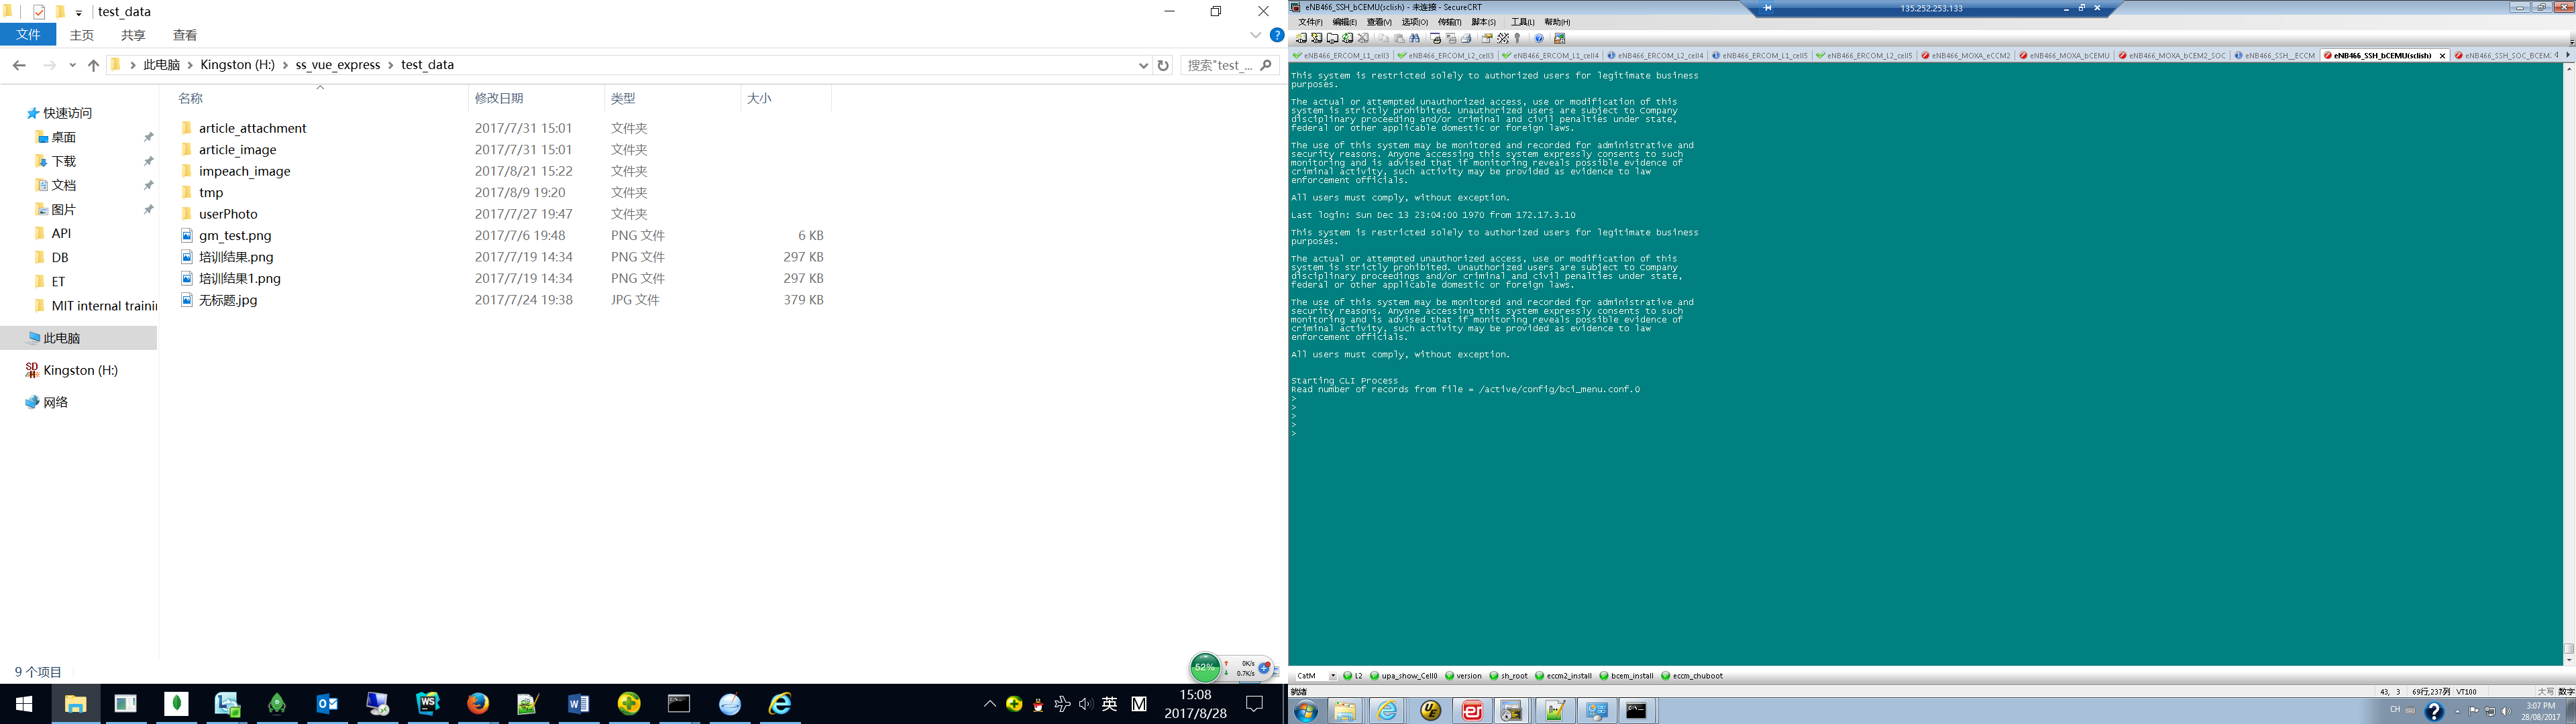 test_data
文件 主页 共享 查看
此电脑 Kingston (H:) ss_vue_express test_data
搜索"test_...
名称 修改日期 类型 大小
快速访问
桌面
下载
文档
图片
API
DB
ET
MIT internal traini
此电脑
Kingston (H:)
网络
article_attachment 2017/7/31 15:01 文件夹
article_image 2017/7/31 15:01 文件夹
impeach_image 2017/8/21 15:22 文件夹
tmp 2017/8/9 19:20 文件夹
userPhoto 2017/7/27 19:47 文件夹
gm_test.png 2017/7/6 19:48 PNG 文件 6 KB
培训结果.png 2017/7/19 14:34 PNG 文件 297 KB
培训结果1.png 2017/7/19 14:34 PNG 文件 297 KB
无标题.jpg 2017/7/24 19:38 JPG 文件 379 KB
9 个项目
52%
0K/s
0.7K/s
英 M
15:08
2017/8/28
eNB466_SSH_bCEMU(sclish) - 未连接 - SecureCRT
135.252.253.133
文件(F) 编辑(E) 查看(V) 选项(O) 传输(T) 脚本(S) 工具(L) 帮助(H)
eNB466_ERCOM_L1_cell3 eNB466_ERCOM_L2_cell3 eNB466_ERCOM_L1_cell4 eNB466_ERCOM_L2_cell4 eNB466_ERCOM_L1_cell5 eNB466_ERCOM_L2_cell5 eNB466_MOXA_eCCM2 eNB466_MOXA_bCEMU eNB466_MOXA_bCEM2_SOC eNB466_SSH__ECCM eNB466_SSH_bCEMU(sclish) eNB466_SSH_SOC_BCEM
This system is restricted solely to authorized users for legitimate business
purposes.
The actual or attempted unauthorized access, use or modification of this
system is strictly prohibited. Unauthorized users are subject to Company
disciplinary proceeding and/or criminal and civil penalties under state,
federal or other applicable domestic or foreign laws.
The use of this system may be monitored and recorded for administrative and
security reasons. Anyone accessing this system expressly consents to such
monitoring and is advised that if monitoring reveals possible evidence of
criminal activity, such activity may be provided as evidence to law
enforcement officials.
All users must comply, without exception.
Last login: Sun Dec 13 23:04:00 1970 from 172.17.3.10
This system is restricted solely to authorized users for legitimate business
purposes.
The actual or attempted unauthorized access, use or modification of this
system is strictly prohibited. Unauthorized users are subject to Company
disciplinary proceedings and/or criminal and civil penalties under state,
federal or other applicable domestic or foreign laws.
The use of this system may be monitored and recorded for administrative and
security reasons. Anyone accessing this system expressly consents to such
monitoring and is advised that if monitoring reveals possible evidence of
criminal activity, such activity may be provided as evidence to law
enforcement officials.
All users must comply, without exception.
Starting CLI Process
Read number of records from file = /active/config/bci_menu.conf.0
>
>
>
>
>
CatM L2 upa_show_Cell0 version sh_root eccm2_install bcem_install eccm_chuboot
就绪 43, 3 69行,237列 VT100 大写 数字
CH
3:07 PM
28/08/2017